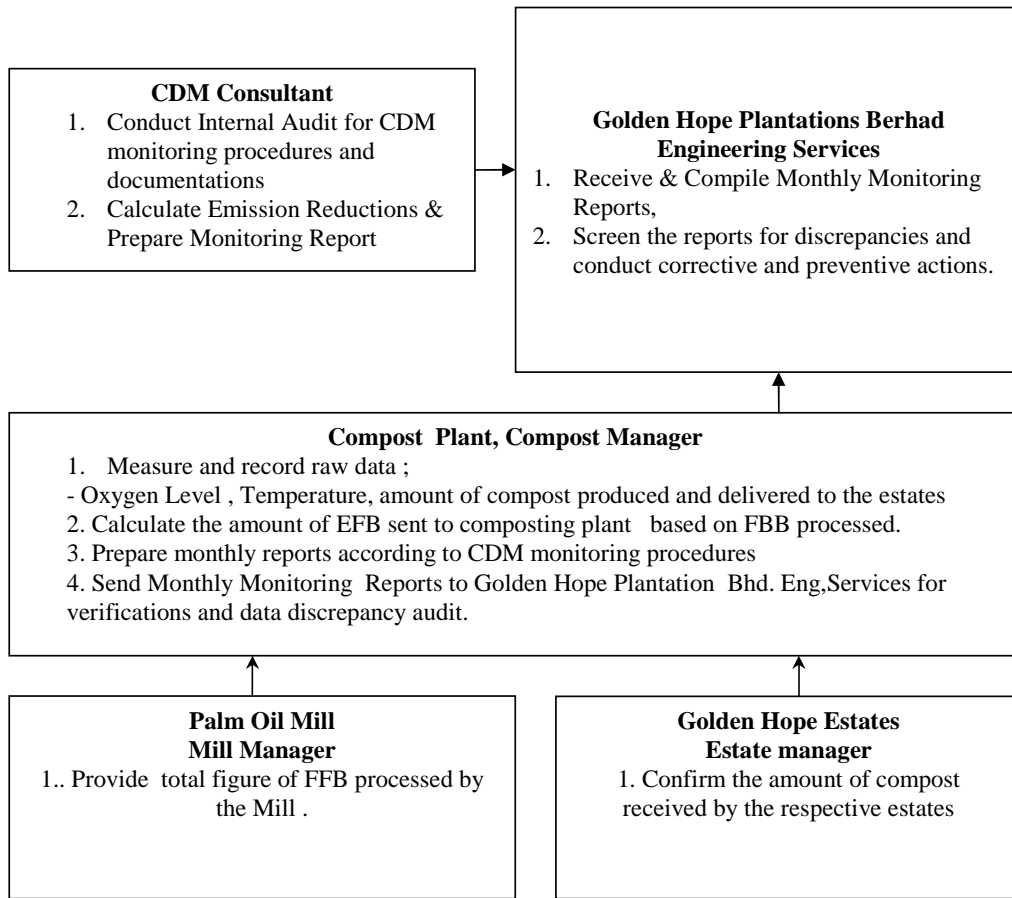 CDM Consultant
1. Conduct Internal Audit for CDM
monitoring procedures and
documentations
2. Calculate Emission Reductions &
Prepare Monitoring Report
Golden Hope Plantations Berhad
Engineering Services
1. Receive & Compile Monthly Monitoring
Reports,
2. Screen the reports for discrepancies and
conduct corrective and preventive actions.
Compost Plant, Compost Manager
1. Measure and record raw data ;
- Oxygen Level , Temperature, amount of compost produced and delivered to the estates
2. Calculate the amount of EFB sent to composting plant based on FBB processed.
3. Prepare monthly reports according to CDM monitoring procedures
4. Send Monthly Monitoring Reports to Golden Hope Plantation Bhd. Eng,Services for
verifications and data discrepancy audit.
Palm Oil Mill
Mill Manager
1.. Provide total figure of FFB processed by
the Mill .
Golden Hope Estates
Estate manager
1. Confirm the amount of compost
received by the respective estates